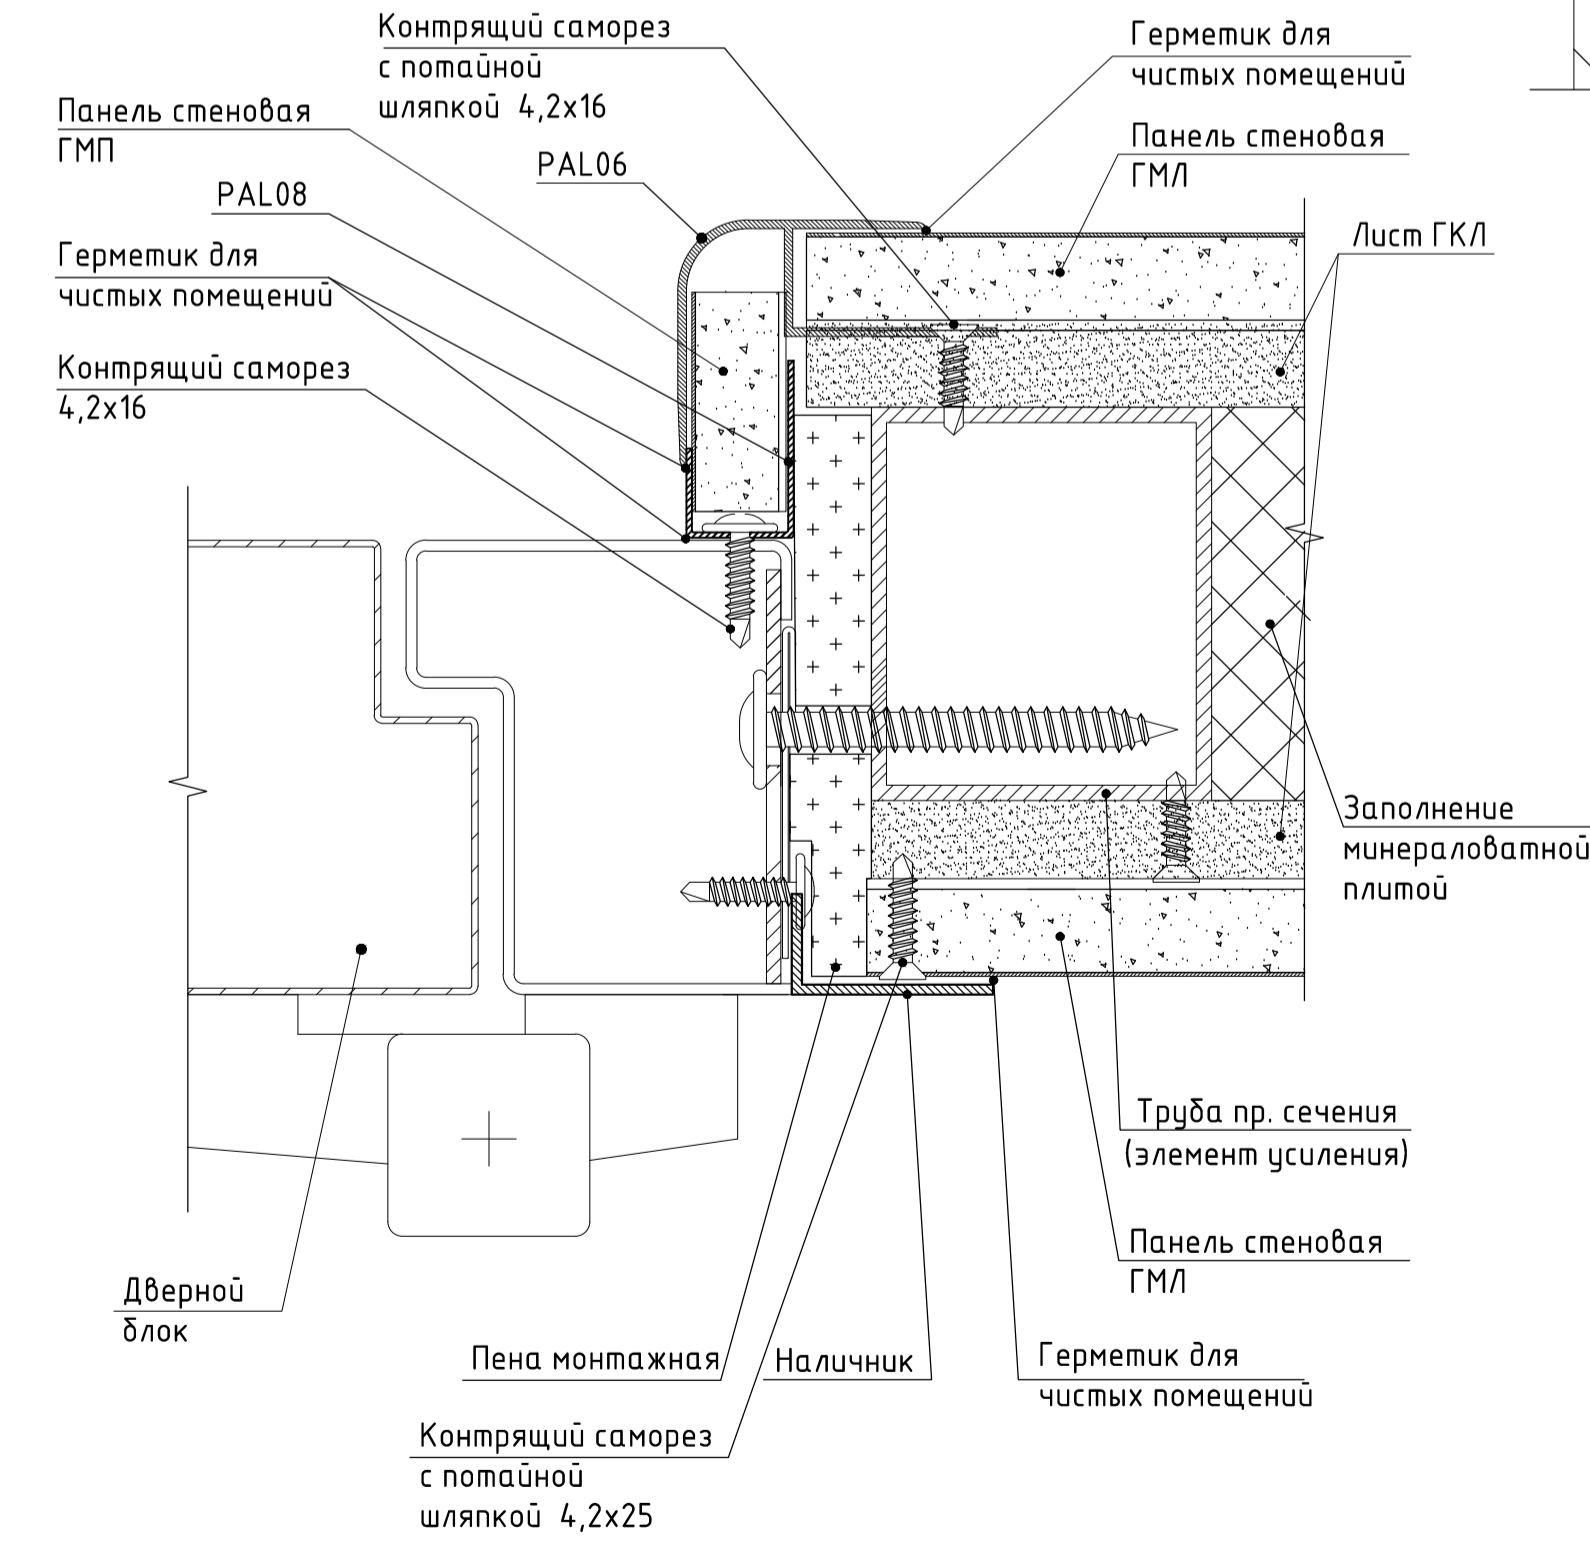 Контрящий саморез
с потайной
шляпкой 4,2х16
Герметик для
чистых помещений
Панель стеновая
ГМП
Панель стеновая
ГМЛ
PAL06
PAL08
Лист ГКЛ
Герметик для
чистых помещений
Контрящий саморез
4,2х16
Заполнение
минераловатной
плитой
Труба пр. сечения
(элемент усиления)
Панель стеновая
ГМЛ
Дверной
блок
Пена монтажная
Наличник
Герметик для
чистых помещений
Контрящий саморез
с потайной
шляпкой 4,2х25